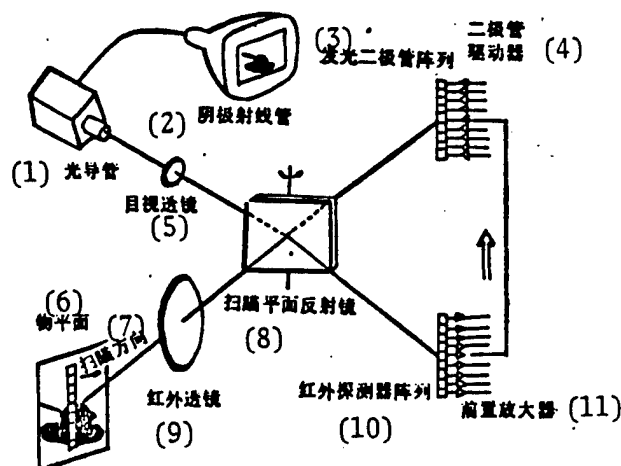 (3)
二极管
驱动器
(4)
发光二极管阵列
(2)
阴极射线管
(1)
光导管
目视透镜
(5)
扫瞄平面反射镜
(8)
(6)
物平面
(7)
扫瞄方向
红外透镜
(9)
红外探测器阵列
(10)
前置放大器
(11)